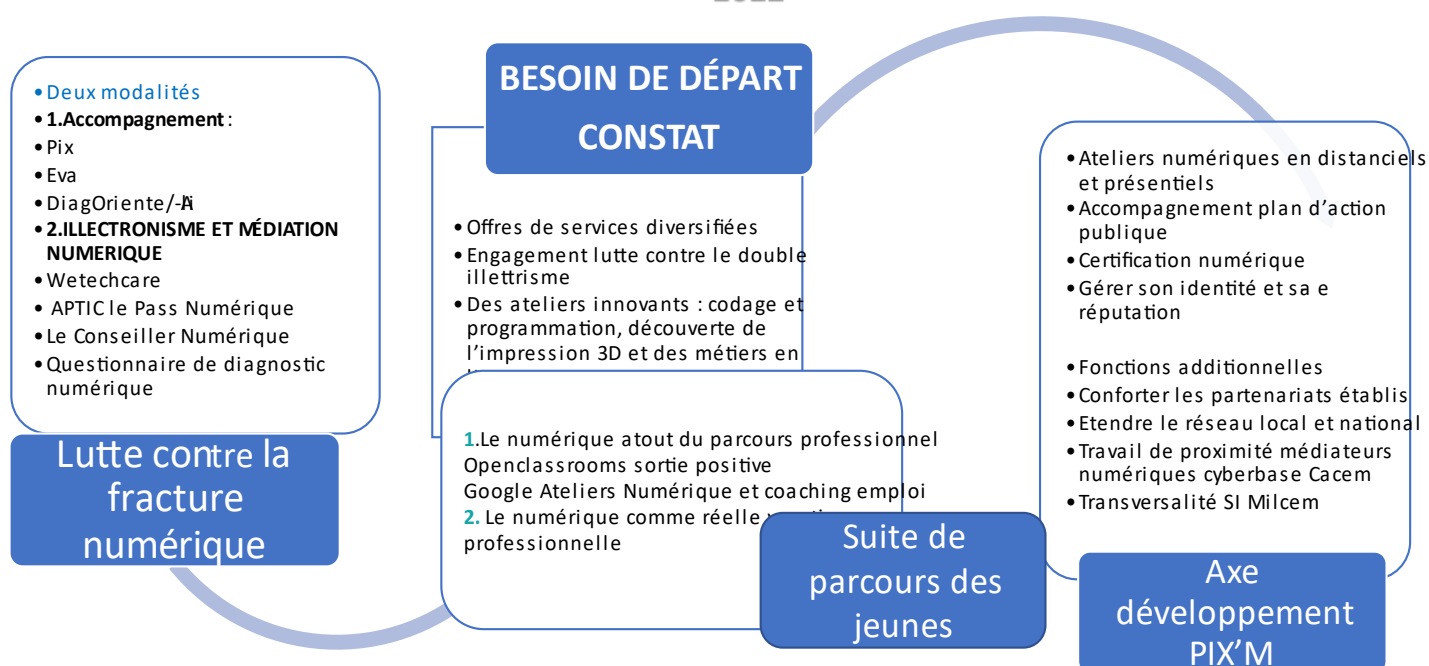 • Deux modalités
• 1.Accompagnement :
• Pix
• Eva
• DiagOriente/-
• 2.ILLECTRONISME ET MÉDIATION
NUMERIQUE
• Wetechcare
• APTIC le Pass Numérique
• Le Conseiller Numérique
• Questionnaire de diagnostic
numérique
Lutte contre la
fracture
numérique
BESOIN DE DÉPART
CONSTAT
• Offres de services diversifiées
• Engagement lutte contre le double
illettrisme
• Des ateliers innovants : codage et
programmation, découverte de
l'impression 3D et des métiers en
1.Le numérique atout du parcours professionnel
Openclassrooms sortie positive
Google Ateliers Numérique et coaching emploi
2. Le numérique comme réelle
professionnelle
Suite de
parcours des
jeunes
• Ateliers numériques en distanciels
et présentiels
• Accompagnement plan d'action
publique
• Certification numérique
• Gérer son identité et sa e
réputation
• Fonctions additionnelles
• Conforter les partenariats établis
• Etendre le réseau local et national
• Travail de proximité médiateurs
numériques cyberbase Cacem
• Transversalité SI Milcem
Axe
développement
PIX'M